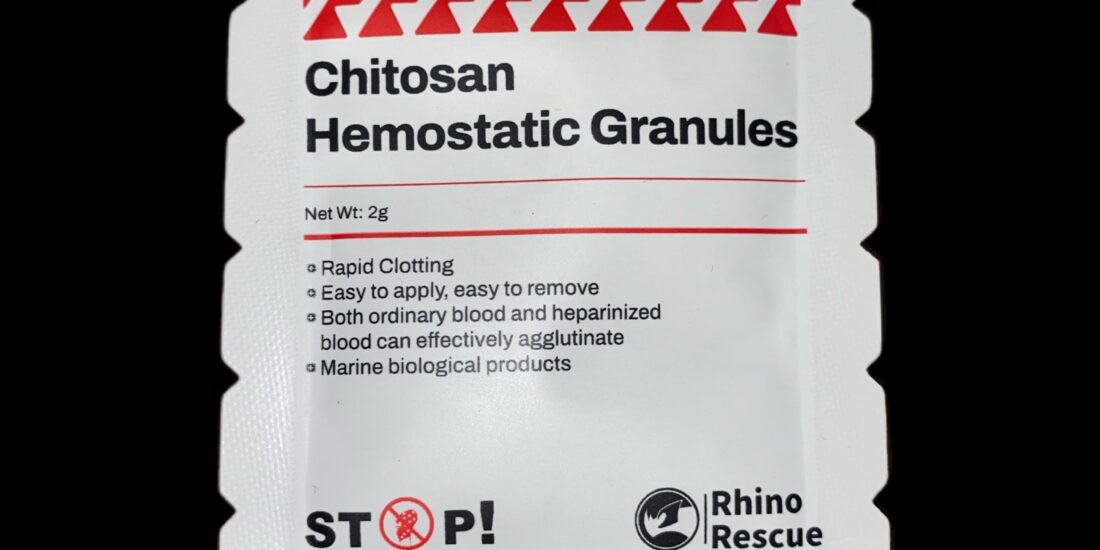 Chitosan
Hemostatic Granules
Net Wt: 2g
Rapid Clotting
Easy to apply, easy to remove
Both ordinary blood and heparinized
blood can effectively agglutinate
Marine biological products
STOP!
Rhino
Rescue